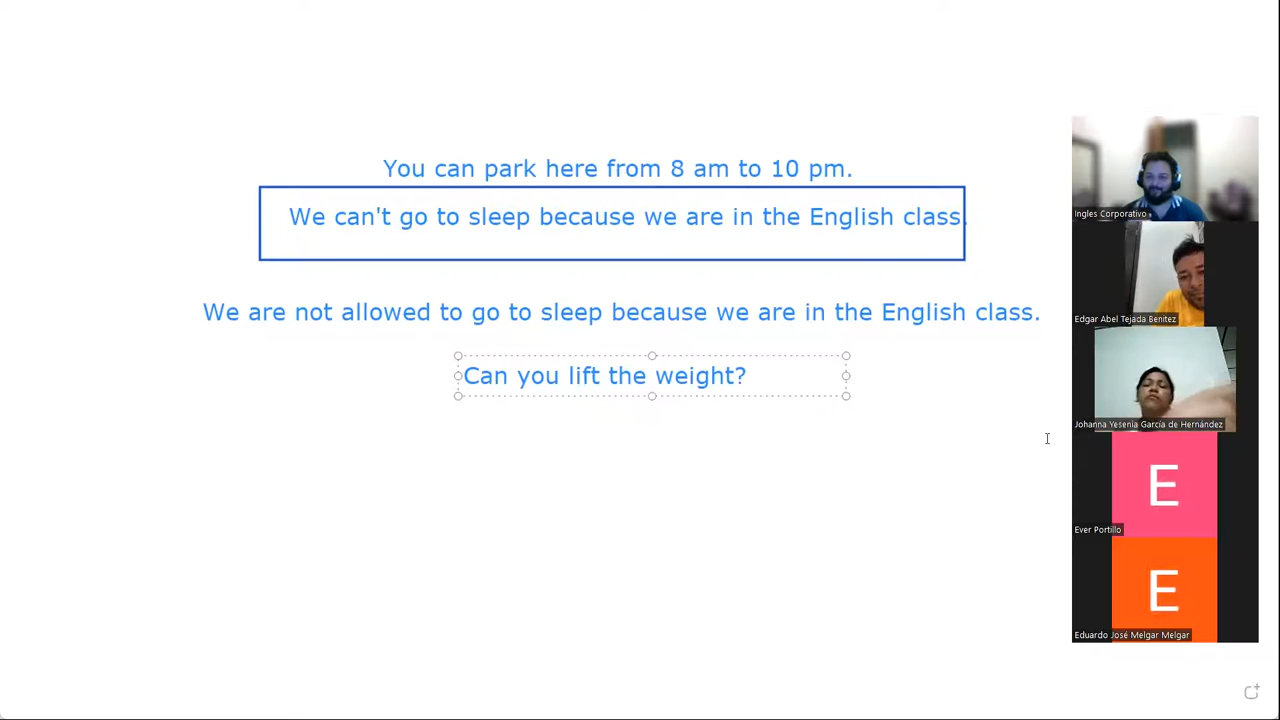 You can park here from 8 am to 10 pm.
We can't go to sleep because we are in the English class.
We are not allowed to go to sleep because we are in the English class.
Can you lift the weight?
Ingles Corporativo
Edgar Abel Tejada Benitez
Johanna Yesenia García de Hernández
E
Ever Portillo
E
Eduardo José Melgar Melgar